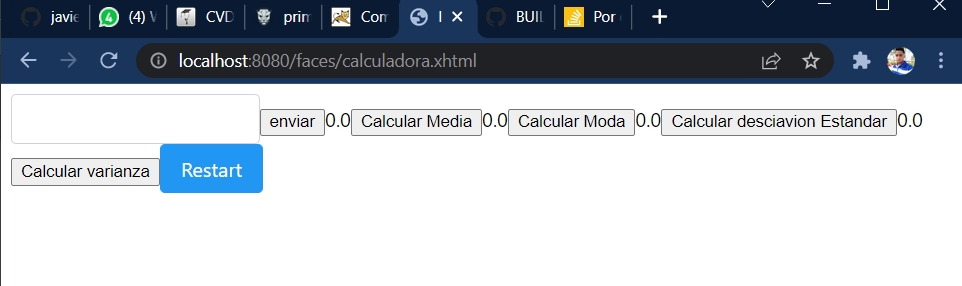 javie
(4) W
CVD
prim
Com
BUIL
Por
localhost:8080/faces/calculadora.xhtml
enviar 0.0 Calcular Media 0.0 Calcular Moda 0.0 Calcular desciavion Estandar 0.0
Calcular varianza Restart